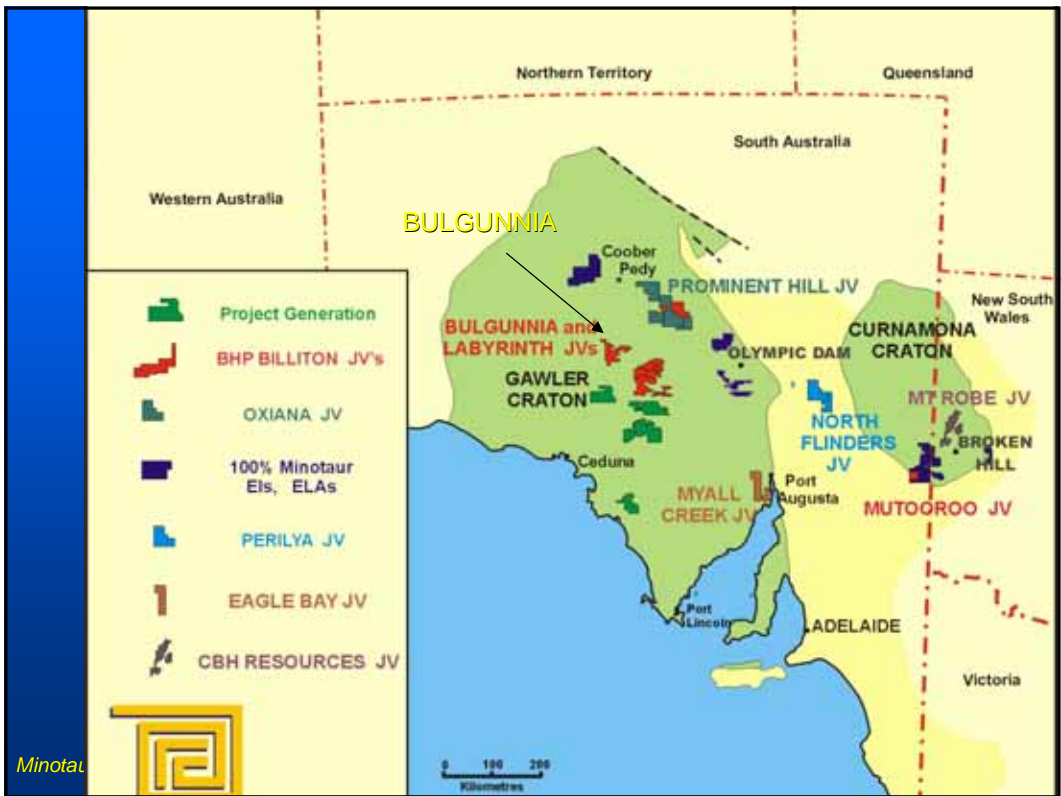 Northern Territory
Queensland
South Australia
Western Australia
BULGUNNIA
Coober
Pedy
PROMINENT HILL JV
New South
Wales
BULGUNNIA and
LABYRINTH JVs
CURNAMONA
CRATON
OLYMPIC DAM
GAWLER
CRATON
MT ROBE JV
NORTH
FLINDERS
JV
BROKEN
HILL
Ceduna
Port
Augusta
MYALL
CREEK JV
MUTOOROO JV
Port
Lincoln
ADELAIDE
Victoria
Project Generation
BHP BILLITON JV's
OXIANA JV
100% Minotaur
Els, ELAs
PERILYA JV
EAGLE BAY JV
CBH RESOURCES JV
0 100 200
Kilometres
Minotau